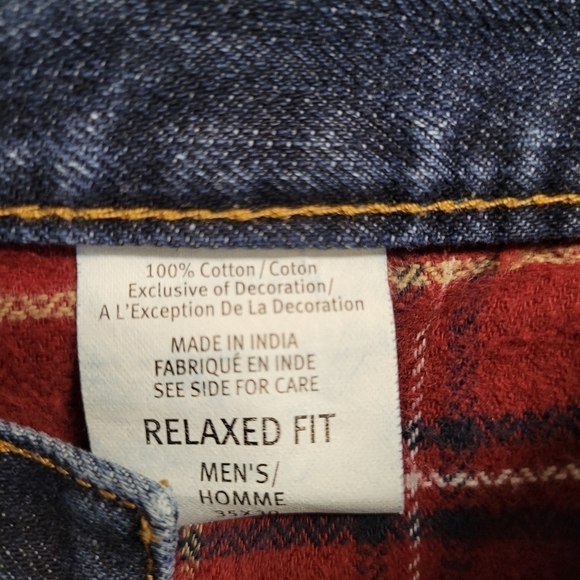 100% Cotton / Coton
Exclusive of Decoration/
A L'Exception De La Decoration
MADE IN INDIA
FABRIQUÉ EN INDE
SEE SIDE FOR CARE
RELAXED FIT
MEN'S/
HOMME